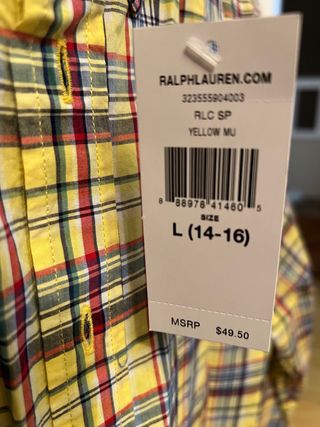 RALPHLAUREN.COM
323555904003
RLC SP
YELLOW MU
8 88978 41460 5
SIZE
L (14-16)
MSRP $49.50